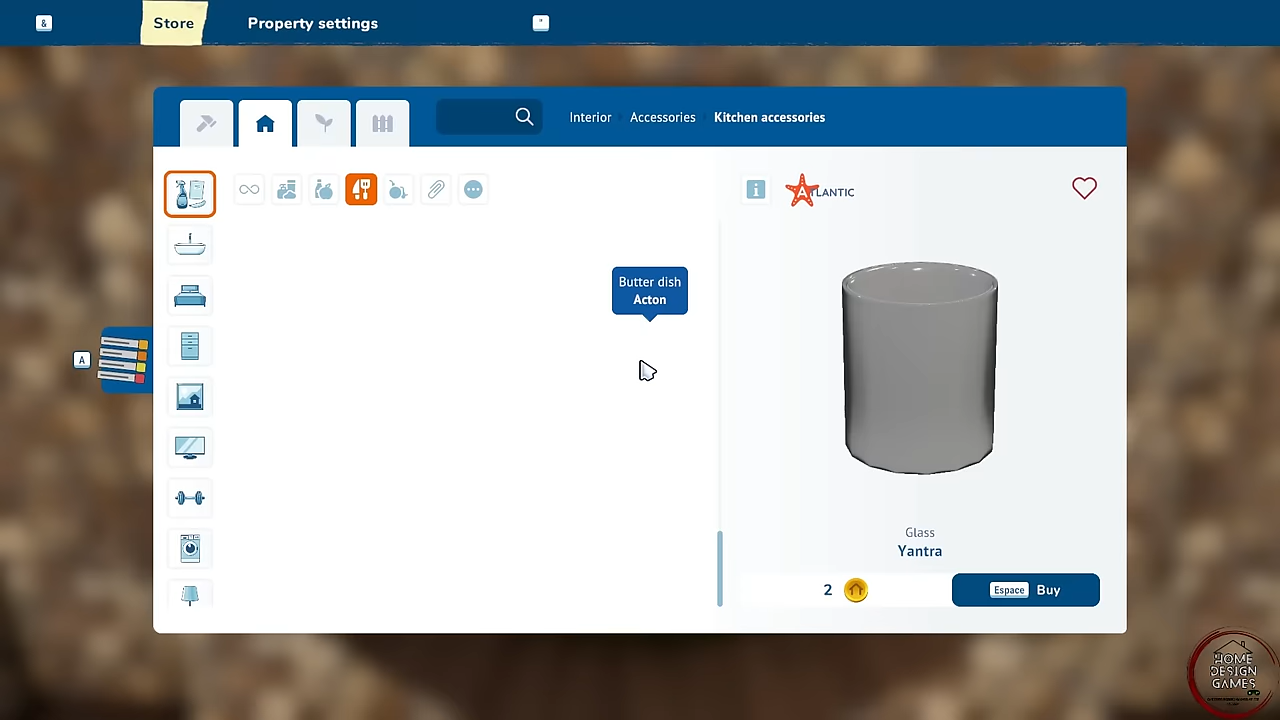 &
Store
Property settings
"
Interior
Accessories
Kitchen accessories
i
ATLANTIC
Butter dish
Acton
A
Glass
Yantra
2
Espace
Buy
HOME
DESIGN
GAMES